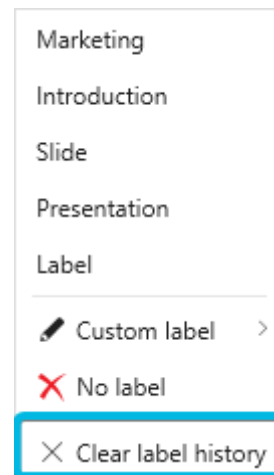 Marketing
Introduction
Slide
Presentation
Label
Custom label
No label
Clear label history